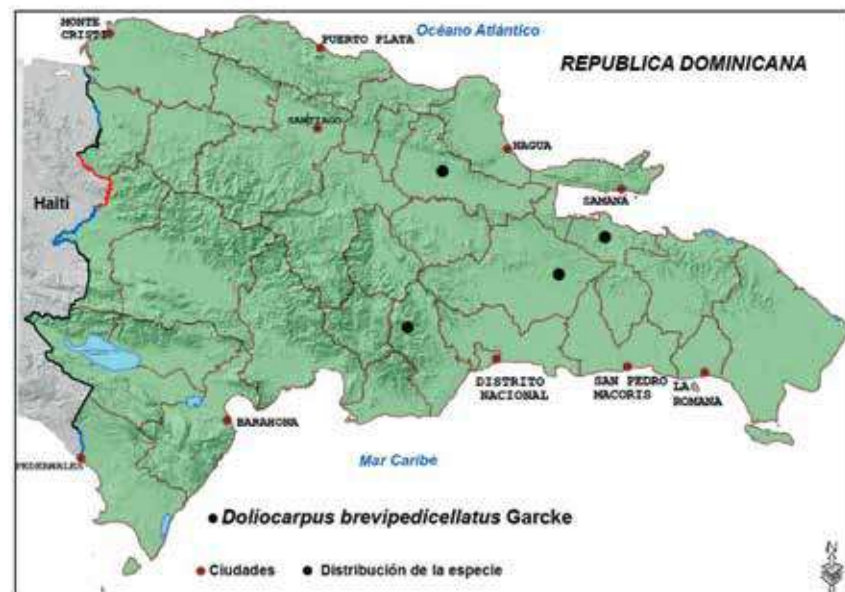 MONTE
CRISTI
PUERTO PLATA
Océano Atlántico
REPUBLICA DOMINICANA
SANTIAGO
NAGUA
Haití
SAMANA
DISTRITO
NACIONAL
SAN PEDRO
MACORIS
LA
ROMANA
BARAHONA
Mar Caribe
PEDERNALES
Doliocarpus brevipedicellatus Garcke
Ciudades
Distribución de la especie
N